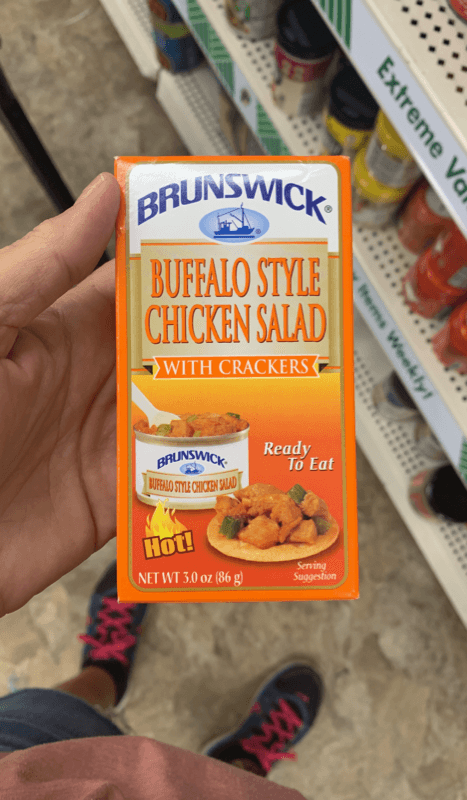 Extreme Va
Items Weekly!
BRUNSWICK®
BUFFALO STYLE
CHICKEN SALAD
WITH CRACKERS
BRUNSWICK
BUFFALO STYLE CHICKEN SALAD
Ready
To Eat
Hot!
NET WT 3.0 oz (86 g)
Serving
Suggestion